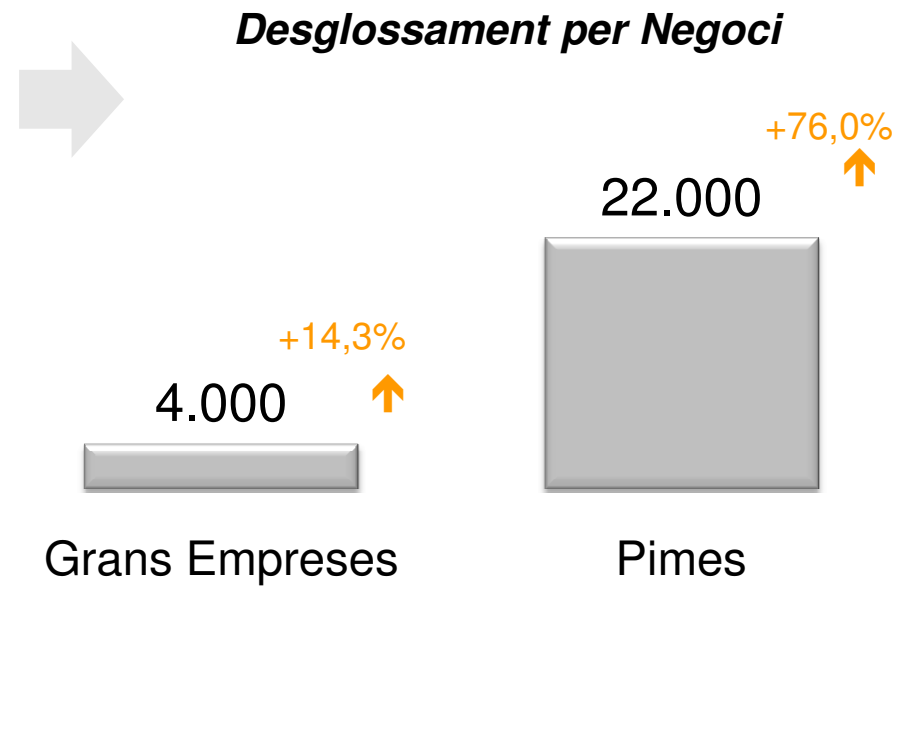 Desglossament per Negoci
+76,0%
22.000
+14,3%
4.000
Grans Empreses
Pimes